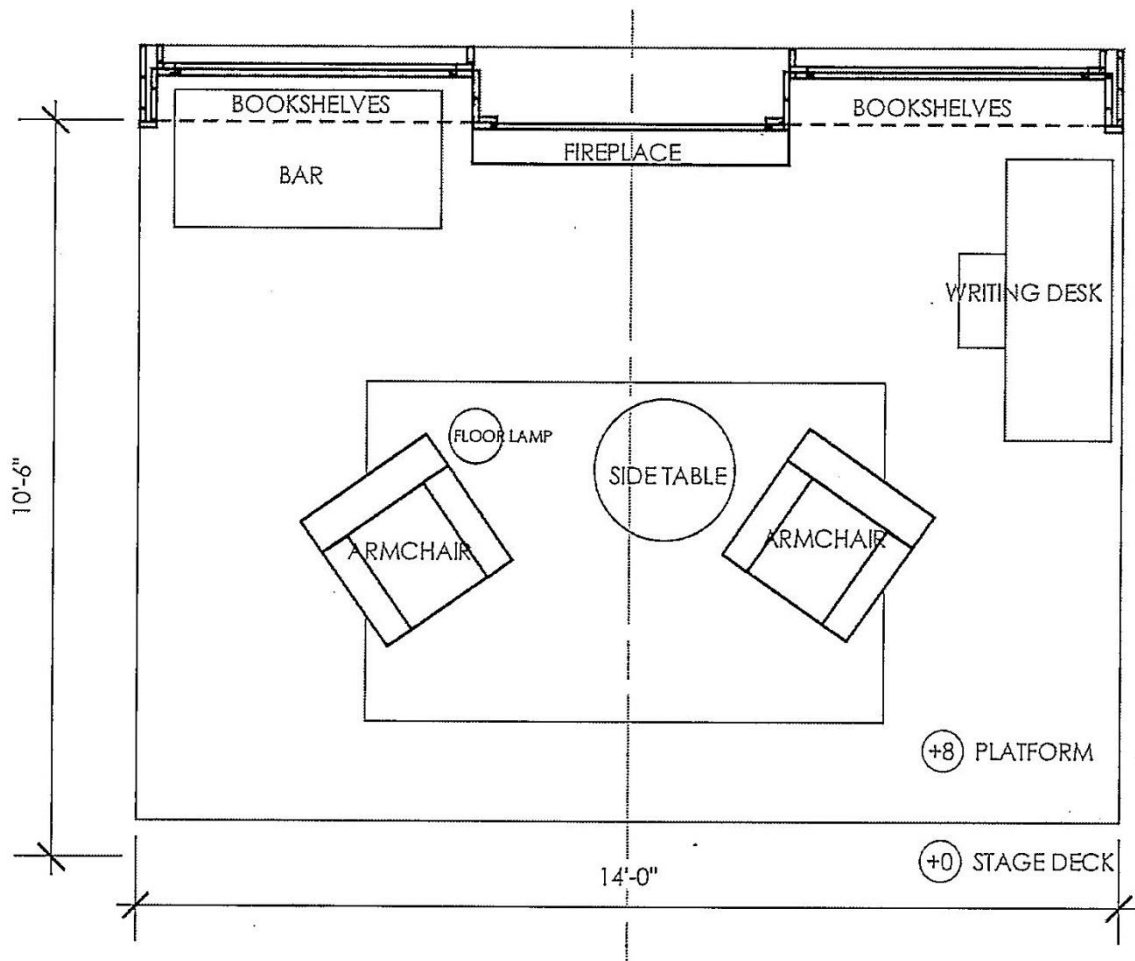 BOOKSHELVES
BOOKSHELVES
FIREPLACE
BAR
WRITING DESK
FLOOR LAMP
SIDE TABLE
ARMCHAIR
ARMCHAIR
10'-6"
+8 PLATFORM
+0 STAGE DECK
14'-0"